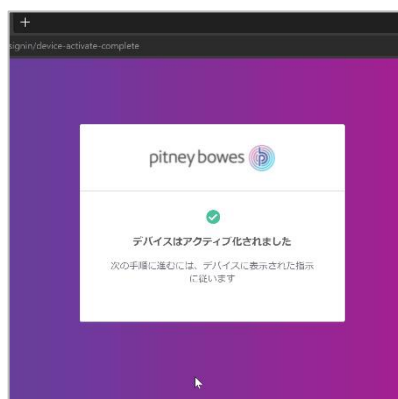 signin/device-activate-complete
pitney bowes
デバイスはアクティブ化されました
次の手順に進むには、デバイスに表示された指示
に従います